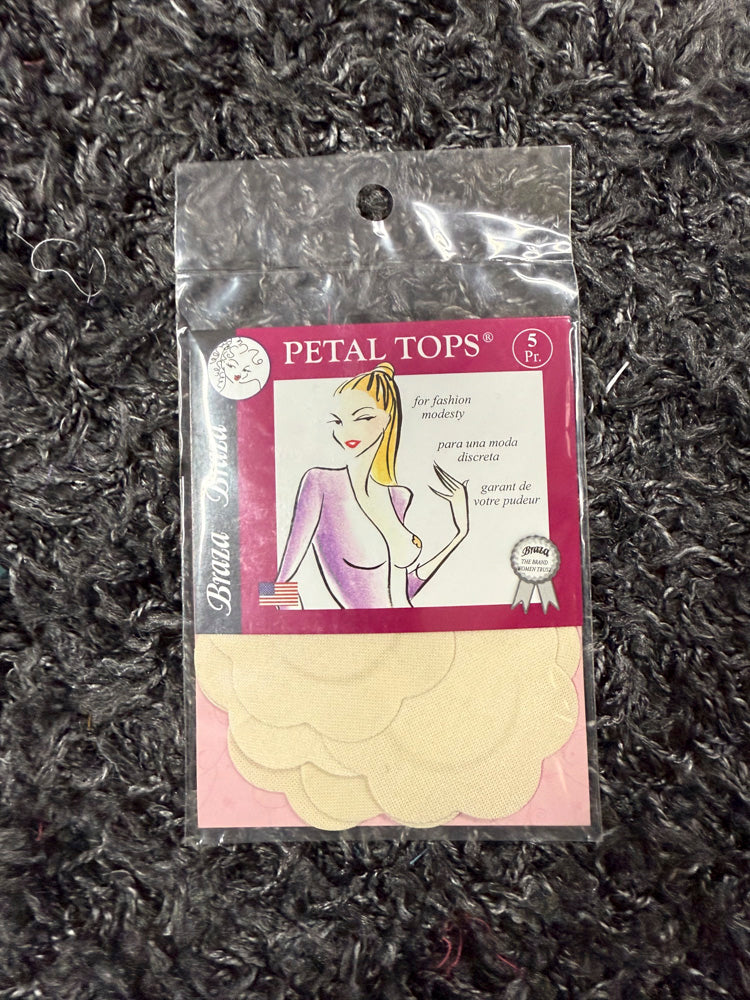 PETAL TOPS®
5
Pr.
for fashion
modesty
para una moda
discreta
garant de
votre pudeur
Braza Braza
Braza
THE BRAND
WOMEN TRUST